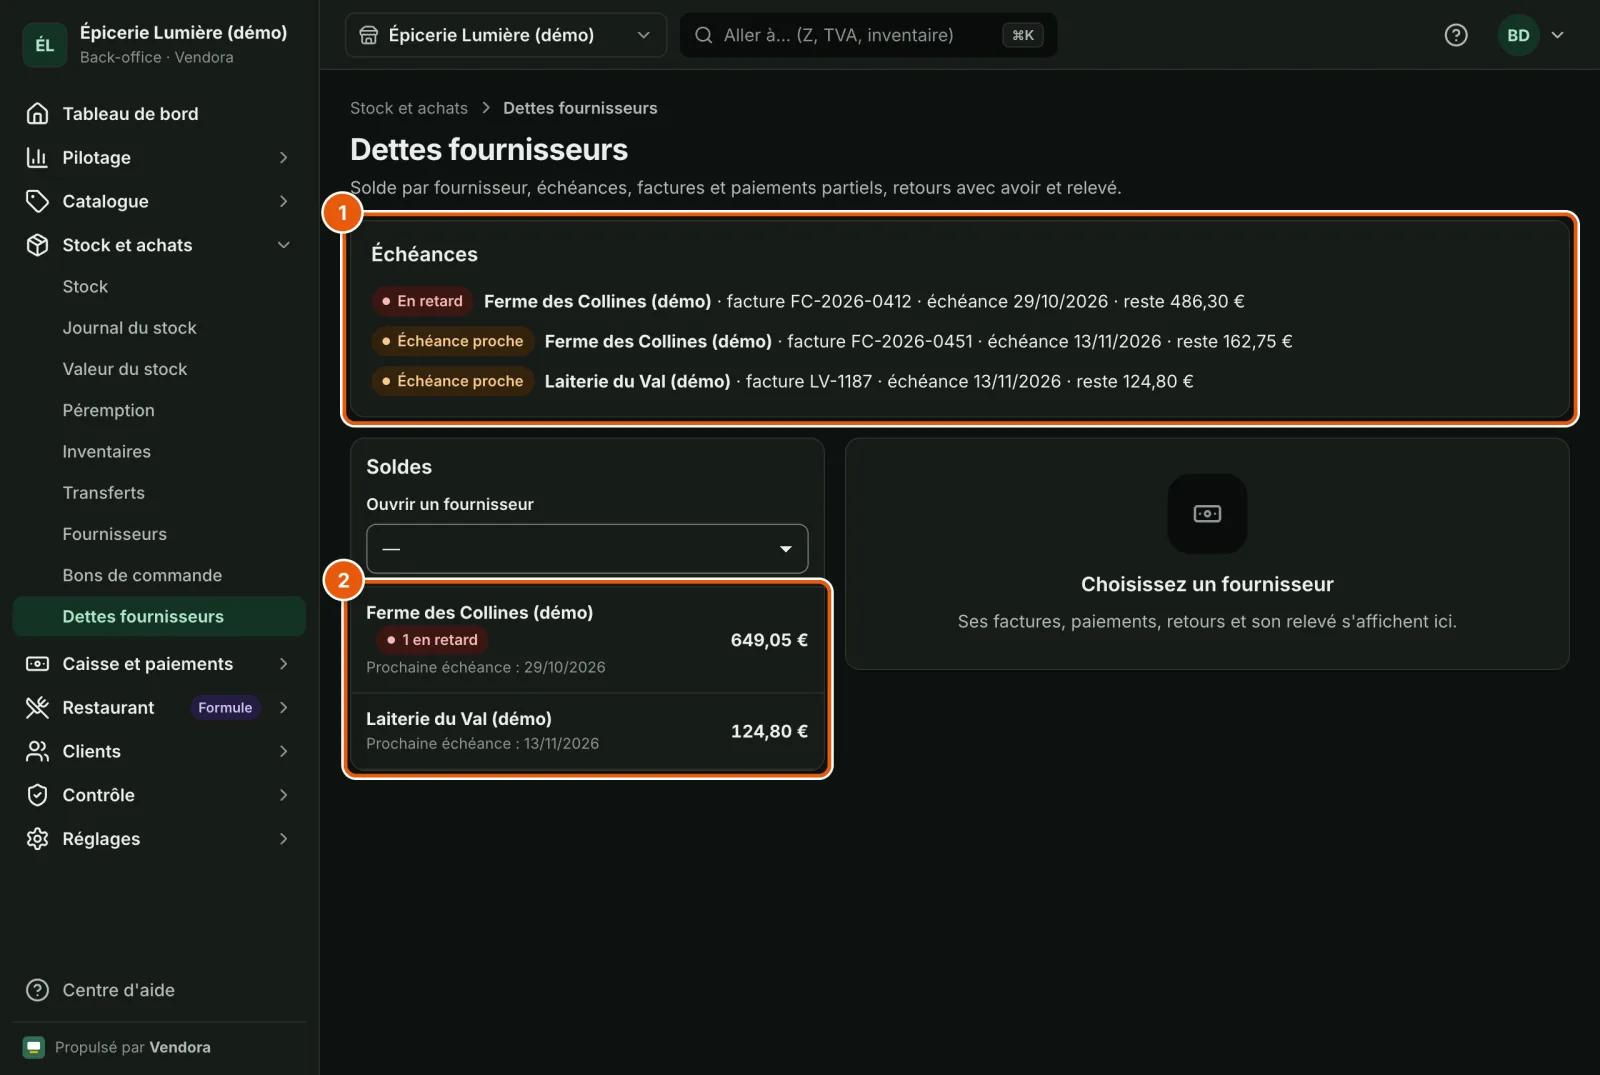 ÉL
Épicerie Lumière (démo)
Back-office · Vendora
Tableau de bord
Pilotage
Catalogue
Stock et achats
Stock
Journal du stock
Valeur du stock
Péremption
Inventaires
Transferts
Fournisseurs
Bons de commande
Dettes fournisseurs
Caisse et paiements
Restaurant Formule
Clients
Contrôle
Réglages
Centre d'aide
Propulsé par Vendora
Épicerie Lumière (démo)
Aller à... (Z, TVA, inventaire) ⌘K
BD
Stock et achats > Dettes fournisseurs
Dettes fournisseurs
Solde par fournisseur, échéances, factures et paiements partiels, retours avec avoir et relevé.
1
Échéances
En retard Ferme des Collines (démo) · facture FC-2026-0412 · échéance 29/10/2026 · reste 486,30 €
Échéance proche Ferme des Collines (démo) · facture FC-2026-0451 · échéance 13/11/2026 · reste 162,75 €
Échéance proche Laiterie du Val (démo) · facture LV-1187 · échéance 13/11/2026 · reste 124,80 €
Soldes
Ouvrir un fournisseur
—
2
Ferme des Collines (démo)
1 en retard 649,05 €
Prochaine échéance : 29/10/2026
Laiterie du Val (démo)
124,80 €
Prochaine échéance : 13/11/2026
Choisissez un fournisseur
Ses factures, paiements, retours et son relevé s'affichent ici.